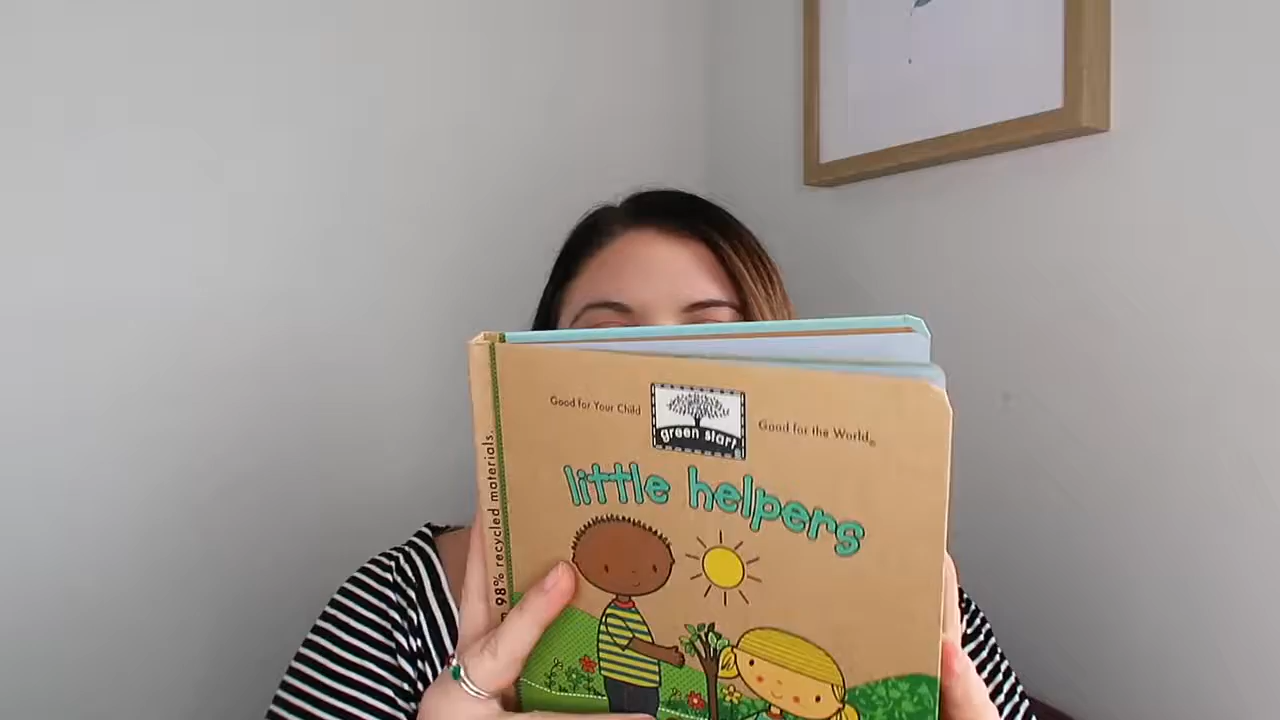 Good for Your Child
green start
Good for the World®
little helpers
98% recycled materials.